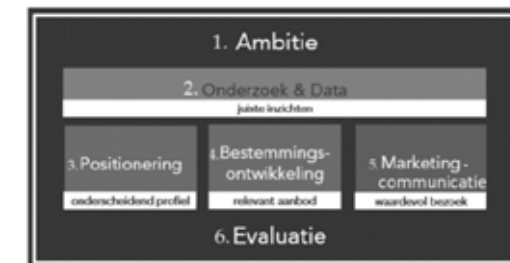 1. Ambitie
2. Onderzoek & Data
juiste inzichten
3. Positionering
onderscheidend profiel
4. Bestemmings-
ontwikkeling
relevant aanbod
5. Marketing-
communicatie
waardevol bezoek
6. Evaluatie